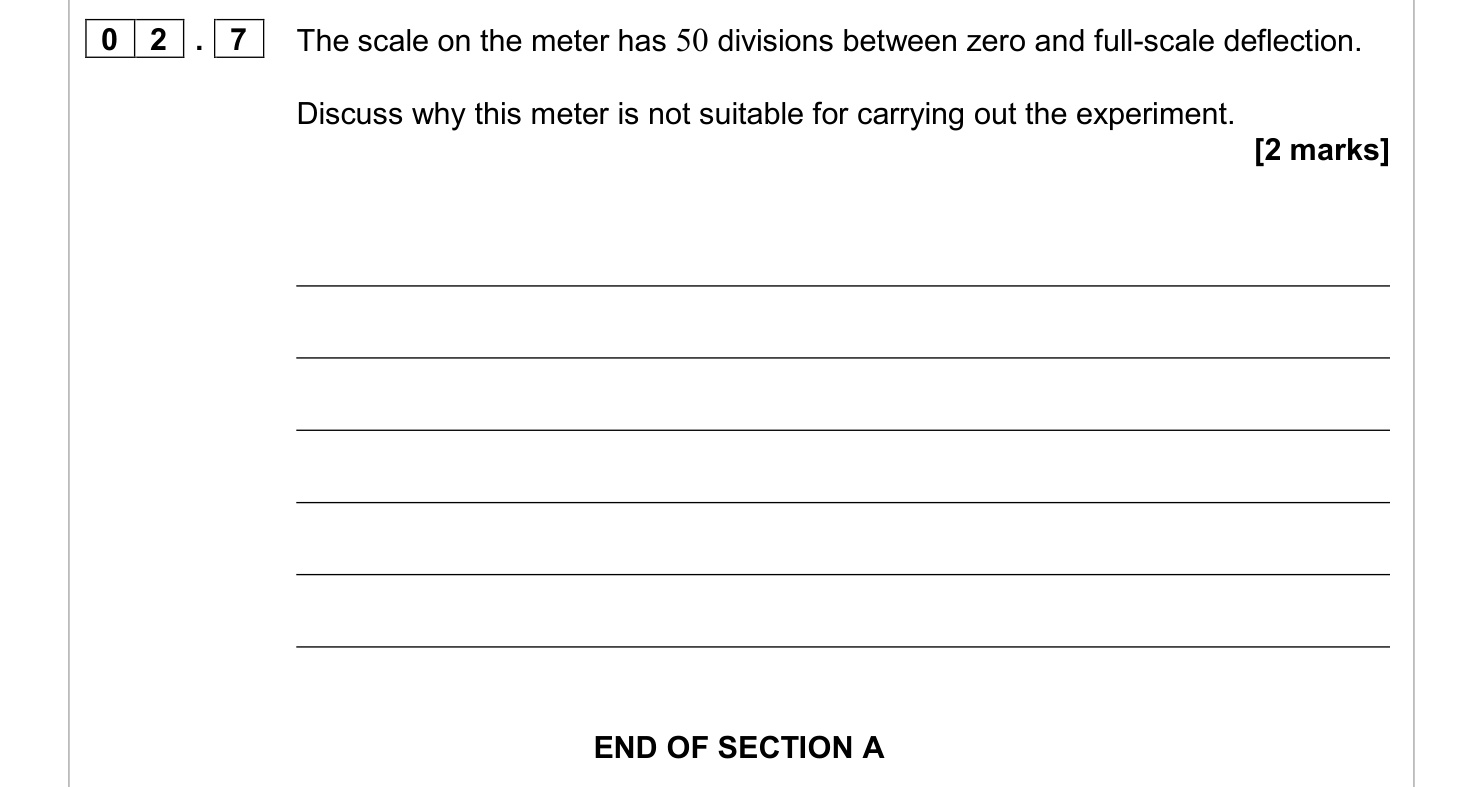 0 2 . 7 The scale on the meter has 50 divisions between zero and full-scale deflection.
Discuss why this meter is not suitable for carrying out the experiment.
[2 marks]
END OF SECTION A